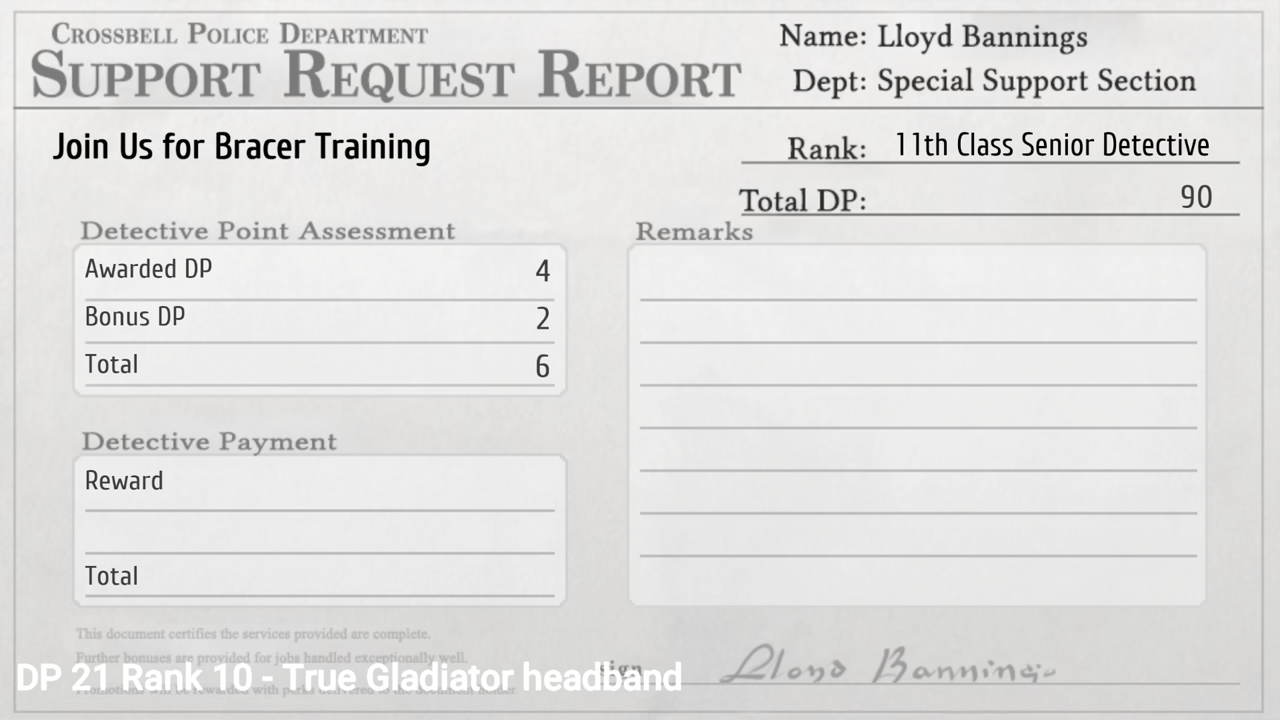 Crossbell Police Department
Support Request Report
Name: Lloyd Bannings
Dept: Special Support Section
Join Us for Bracer Training
Rank: 11th Class Senior Detective
Total DP: 90
Detective Point Assessment
Awarded DP 4
Bonus DP 2
Total 6
Remarks
Detective Payment
Reward
Total
This document certifies the services provided are complete.
Further bonuses are provided for jobs handled exceptionally well.
DP 21 Rank 10 - True Gladiator headband
Sign Lloyd Bannings